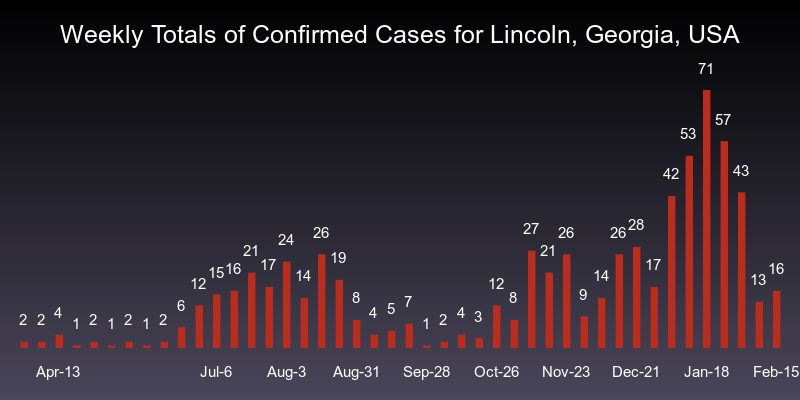 Weekly Totals of Confirmed Cases for Lincoln, Georgia, USA
2 2 4 1 2 1 2 1 2 6 12 15 16 21 17 24 14 26 19 8 4 5 7 1 2 4 3 12 8 27 21 26 9 14 26 28 17 42 53 71 57 43 13 16
Apr-13 Jul-6 Aug-3 Aug-31 Sep-28 Oct-26 Nov-23 Dec-21 Jan-18 Feb-15